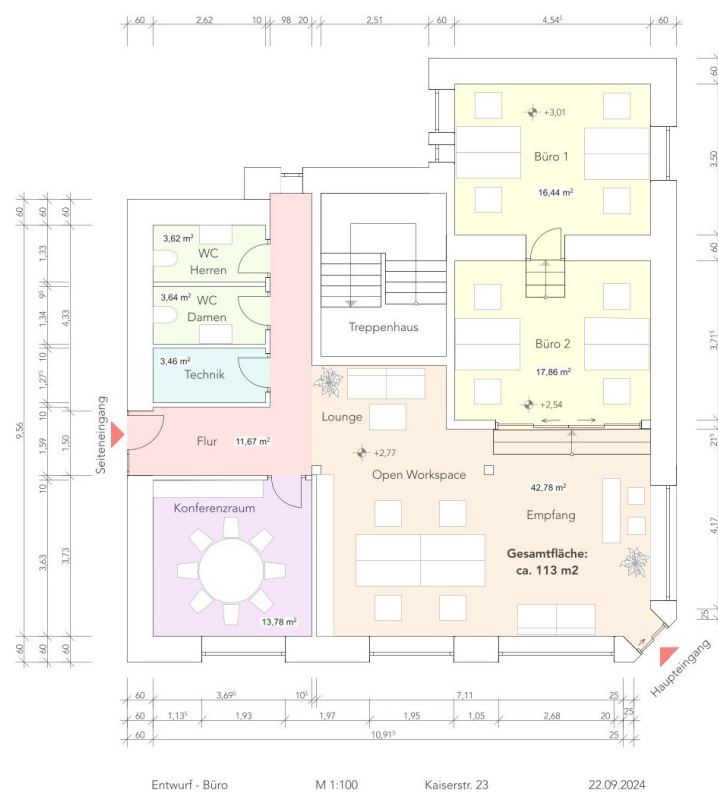 60 2,62 10 98 20 2,51 60 4,54⁵ 60
60
3,50
60
3,71⁵
21⁵
4,17
25
+3,01
Büro 1
16,44 m²
60 60 60
3,62 m²
WC
Herren
1,33
9⁵
3,64 m²
WC
Damen
1,34 4,33
Treppenhaus
Büro 2
17,86 m²
10
3,46 m²
Technik
1,27⁵
+2,54
Lounge
10 10
9,56
1,59 1,50
Seiteneingang
Flur 11,67 m²
+2,77
Open Workspace
10
42,78 m²
Konferenzraum
Empfang
3,63 3,73
Gesamtfläche:
ca. 113 m2
13,78 m²
60 60 60
Haupteingang
60 3,69⁵ 10⁵ 7,11 25
60 1,13⁵ 1,93 1,97 1,95 1,05 2,68 20 25
60 10,91⁵ 25
Entwurf - Büro M 1:100 Kaiserstr. 23 22.09.2024